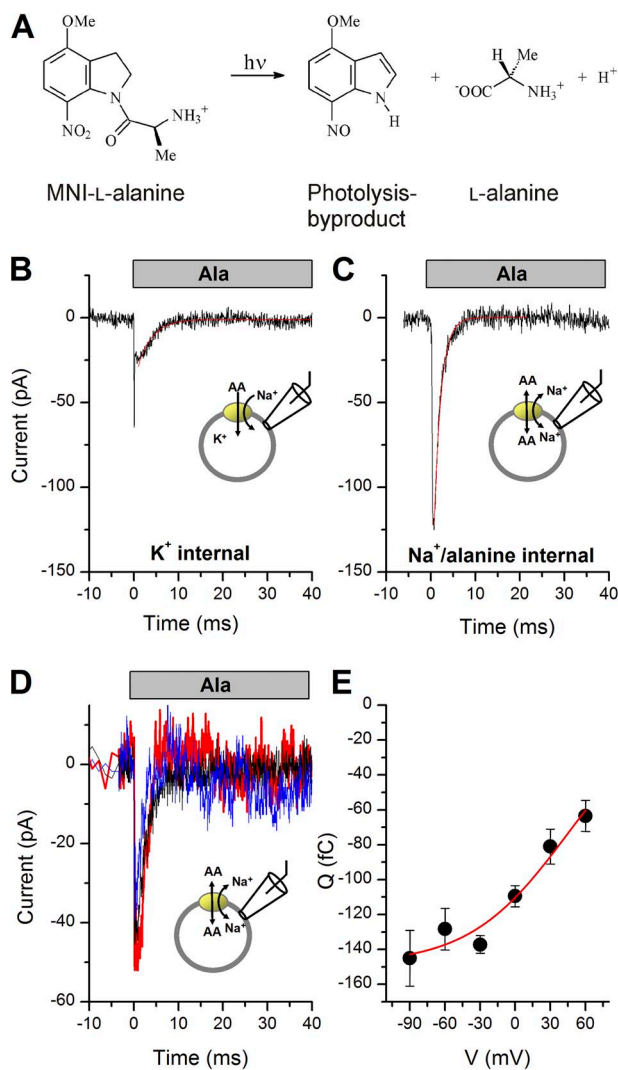 A
OMe
NO2
N
O
NH3+
Me
hν
OMe
NO
N
H
+
H
Me
-OOC
NH3+
+ H+
MNI-L-alanine
Photolysis-
byproduct
L-alanine
B
Ala
0
-50
-100
-150
Current (pA)
AA
Na+
K+
K+ internal
-10 0 10 20 30 40
Time (ms)
C
Ala
0
-50
-100
-150
AA
Na+
AA
Na+
Na+/alanine internal
-10 0 10 20 30 40
Time (ms)
D
Ala
0
-20
-40
-60
Current (pA)
AA
Na+
AA
Na+
-10 0 10 20 30 40
Time (ms)
E
0
-20
-40
-60
-80
-100
-120
-140
-160
Q (fC)
-90 -60 -30 0 30 60
V (mV)